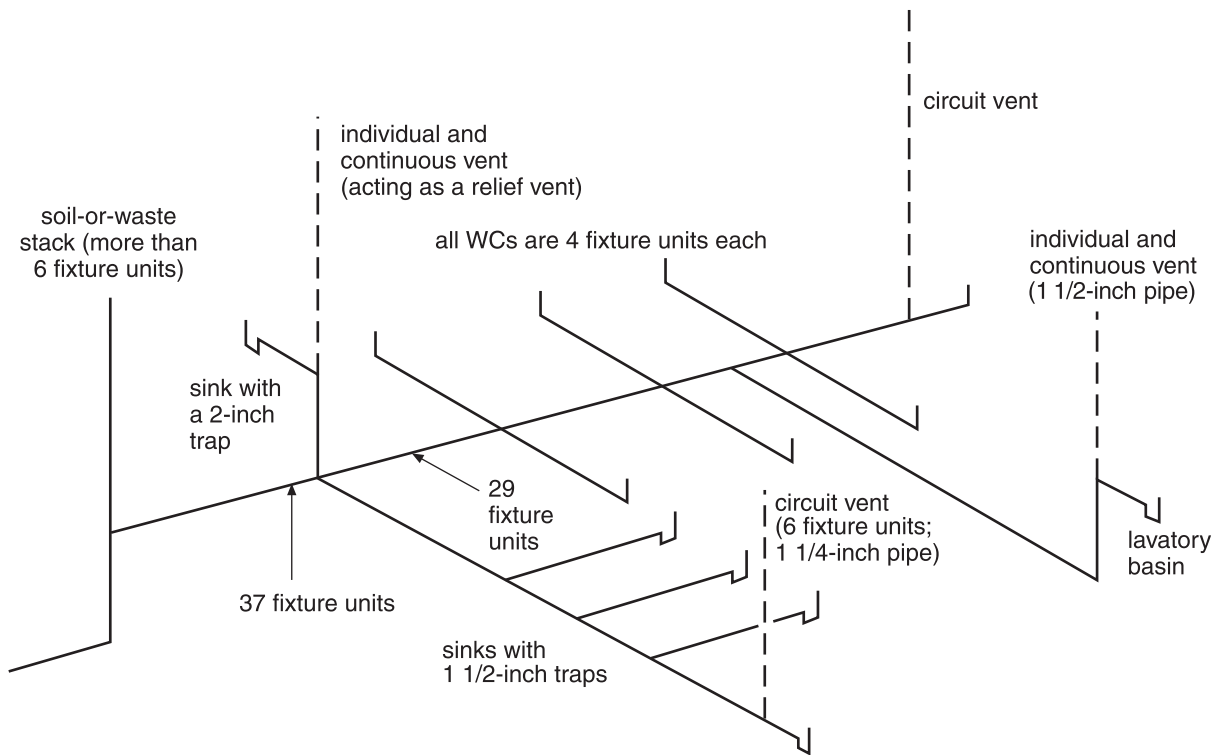 circuit vent
individual and
continuous vent
(acting as a relief vent)
soil-or-waste
stack (more than
6 fixture units)
all WCs are 4 fixture units each
individual and
continuous vent
(1 1/2-inch pipe)
sink with
a 2-inch
trap
29
fixture
units
circuit vent
(6 fixture units;
1 1/4-inch pipe)
lavatory
basin
37 fixture units
sinks with
1 1/2-inch traps